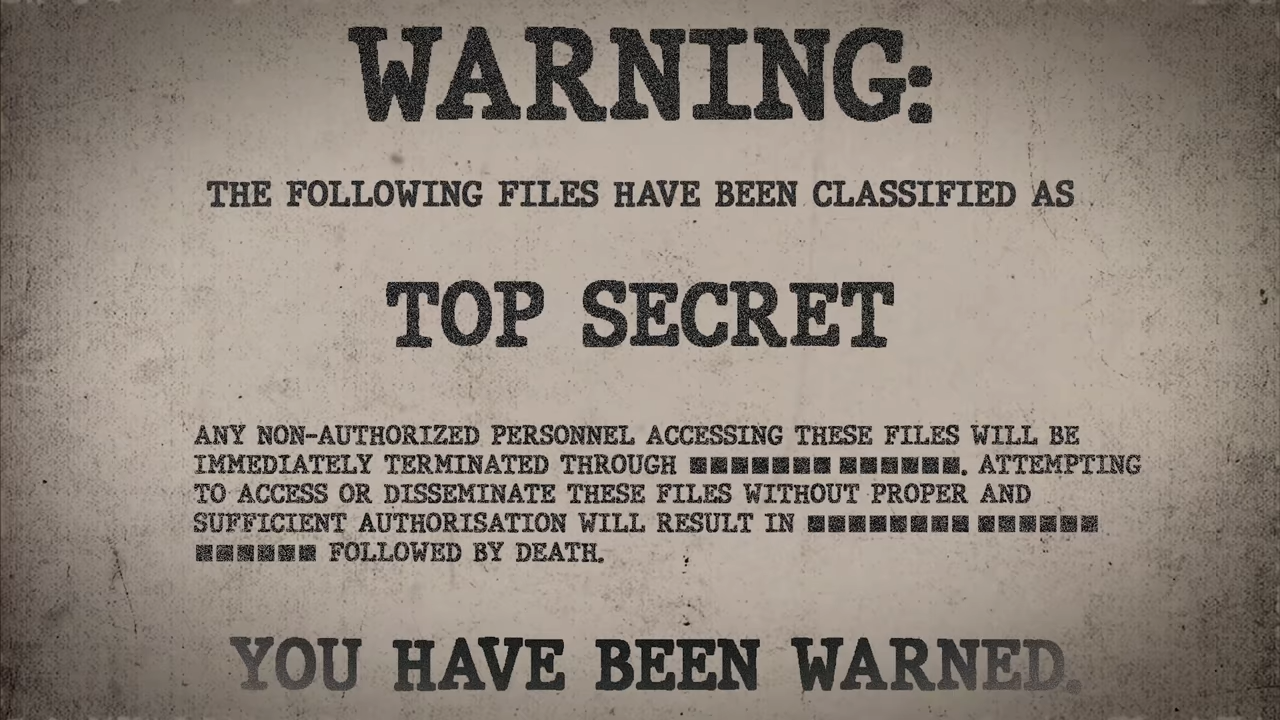 WARNING:
THE FOLLOWING FILES HAVE BEEN CLASSIFIED AS
TOP SECRET
ANY NON-AUTHORIZED PERSONNEL ACCESSING THESE FILES WILL BE
IMMEDIATELY TERMINATED THROUGH ■■■■■■■ ■■■■■■. ATTEMPTING
TO ACCESS OR DISSEMINATE THESE FILES WITHOUT PROPER AND
SUFFICIENT AUTHORISATION WILL RESULT IN ■■■■■■■■ ■■■■■■
■■■■■■ FOLLOWED BY DEATH.
YOU HAVE BEEN WARNED.